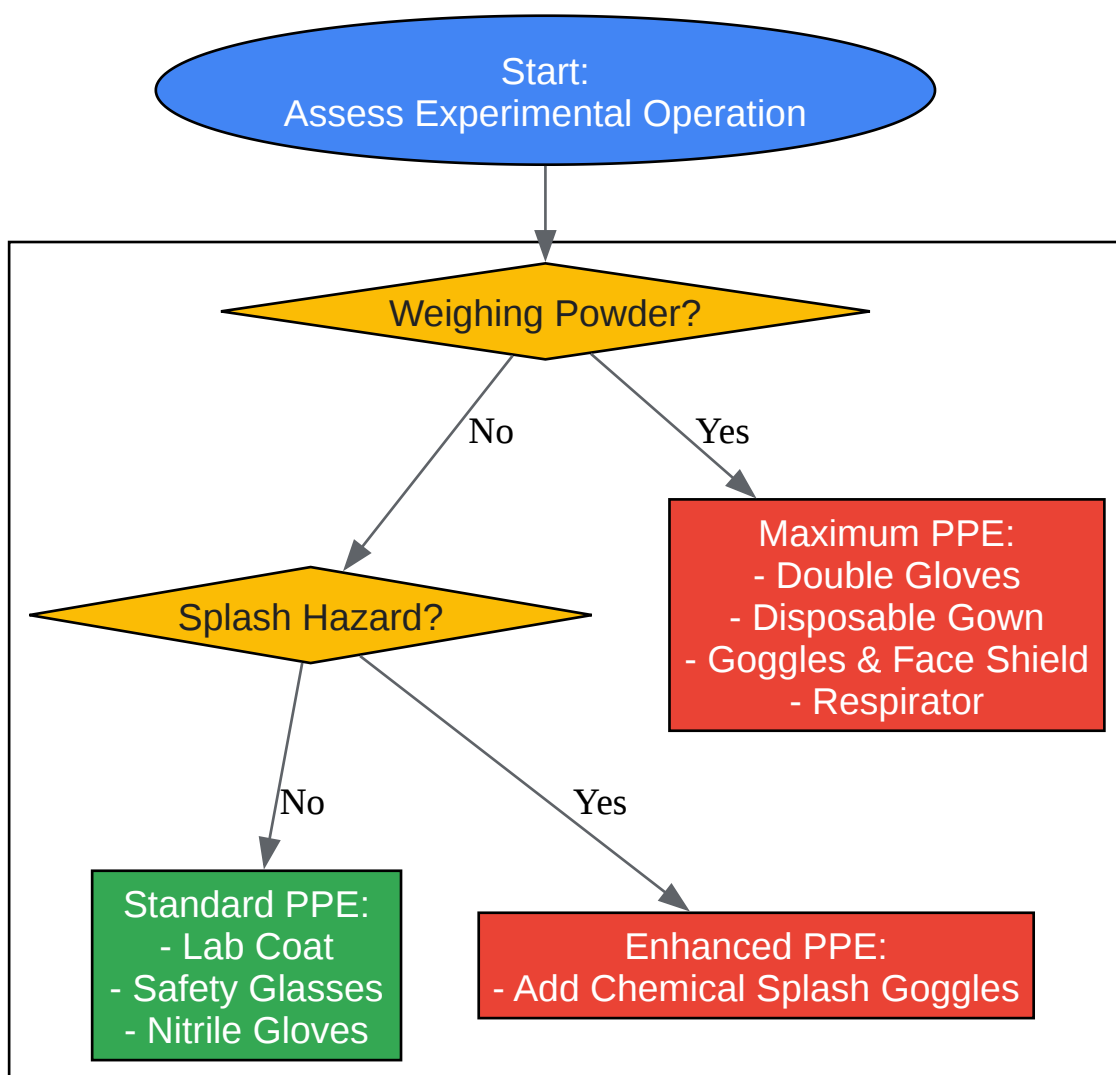 Start:
Assess Experimental Operation
Weighing Powder?
No
Yes
Maximum PPE:
- Double Gloves
- Disposable Gown
- Goggles & Face Shield
- Respirator
Splash Hazard?
No
Yes
Standard PPE:
- Lab Coat
- Safety Glasses
- Nitrile Gloves
Enhanced PPE:
- Add Chemical Splash Goggles